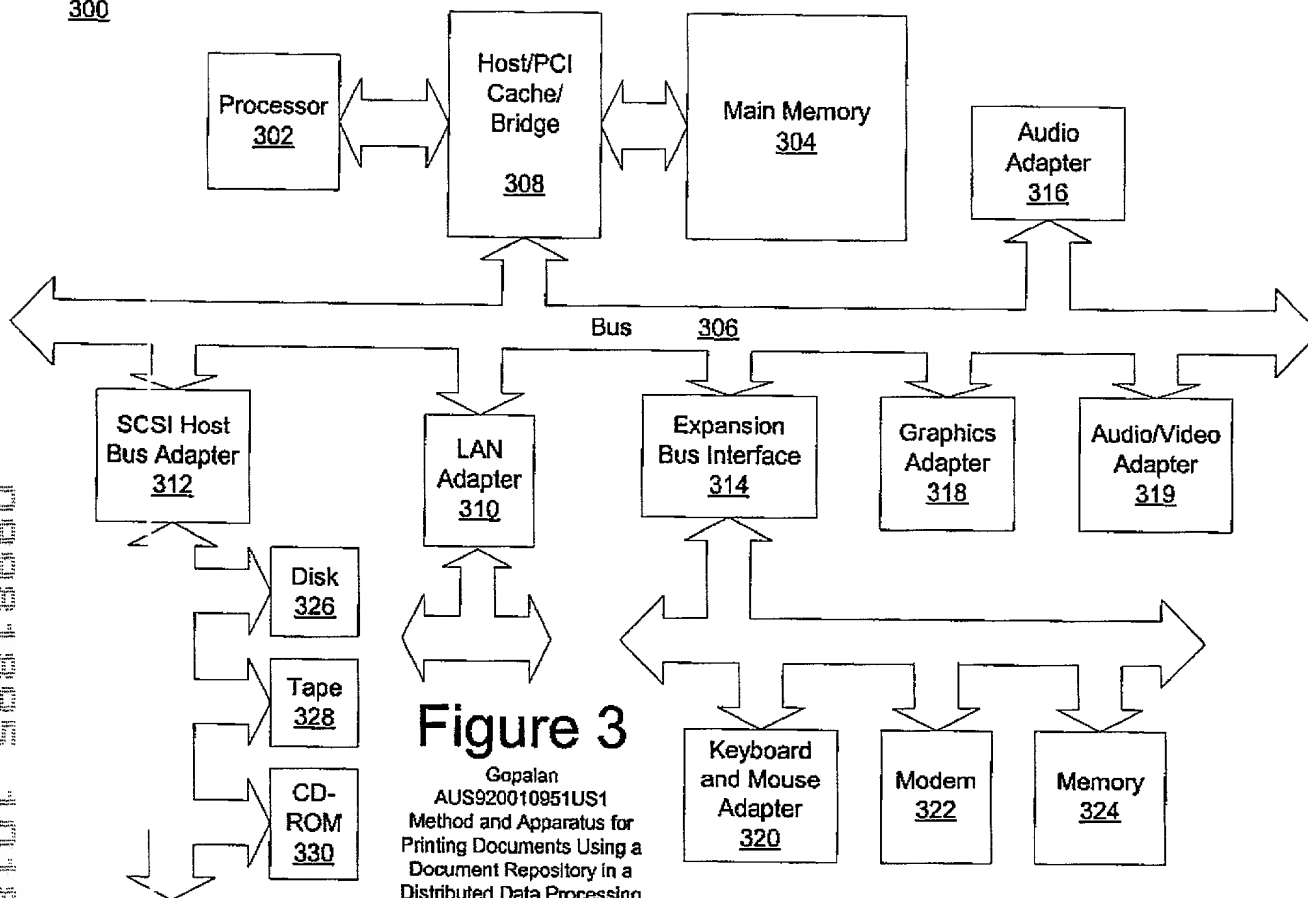 300
Processor
302
Host/PCI
Cache/
Bridge
308
Main Memory
304
Audio
Adapter
316
Bus 306
SCSI Host
Bus Adapter
312
LAN
Adapter
310
Expansion
Bus Interface
314
Graphics
Adapter
318
Audio/Video
Adapter
319
Disk
326
Tape
328
CD-
ROM
330
Keyboard
and Mouse
Adapter
320
Modem
322
Memory
324
Figure 3
Gopalan
AUS920010951US1
Method and Apparatus for
Printing Documents Using a
Document Repository in a
Distributed Data Processing